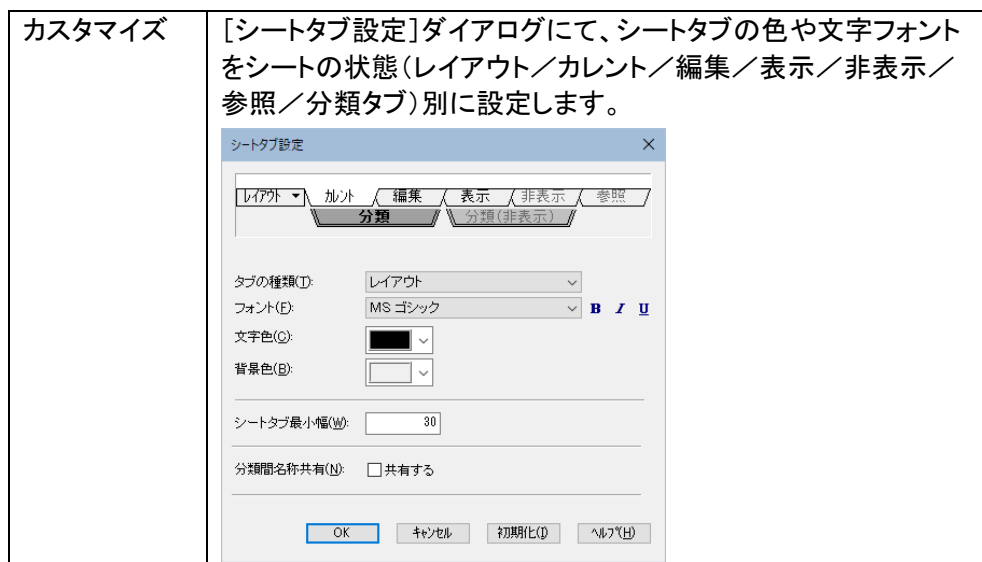 カスタマイズ
[シートタブ設定]ダイアログにて、シートタブの色や文字フォント
をシートの状態(レイアウト/カレント/編集/表示/非表示/
参照/分類タブ)別に設定します。
シートタブ設定
ﾚｲｱｳﾄ ｶﾚﾝﾄ 編集 表示 非表示 参照
分類 分類(非表示)
タブの種類(T): レイアウト
フォント(F): MS ゴシック B I U
文字色(C):
背景色(B):
シートタブ最小幅(W): 30
分類間名称共有(N): 共有する
OK ｷｬﾝｾﾙ 初期化(I) ﾍﾙﾌﾟ(H)